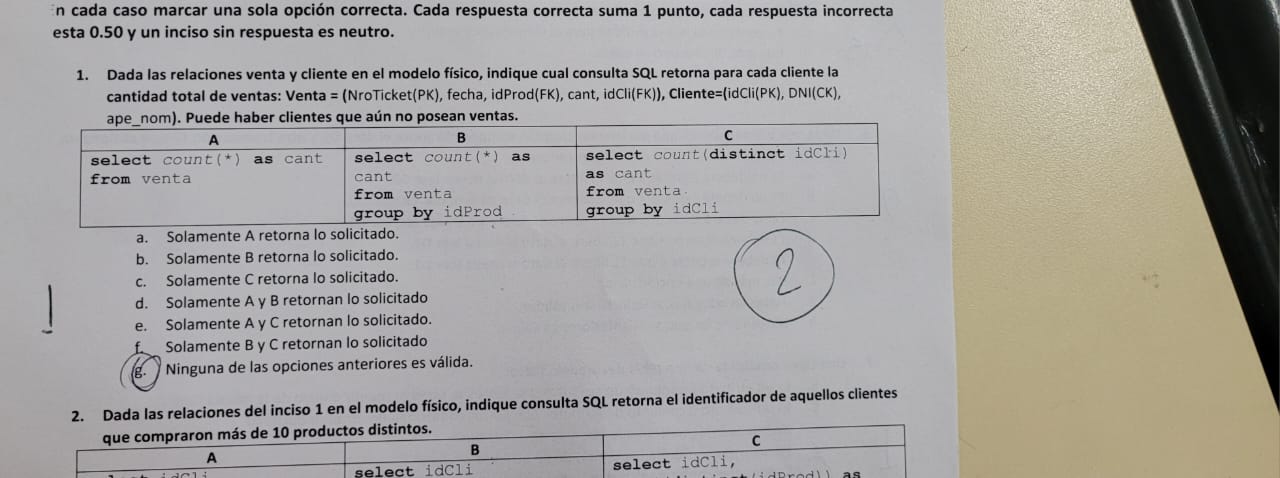 n cada caso marcar una sola opción correcta. Cada respuesta correcta suma 1 punto, cada respuesta incorrecta
esta 0.50 y un inciso sin respuesta es neutro.
1. Dada las relaciones venta y cliente en el modelo físico, indique cual consulta SQL retorna para cada cliente la
cantidad total de ventas: Venta = (NroTicket(PK), fecha, idProd(FK), cant, idCli(FK)), Cliente=(idCli(PK), DNI(CK),
ape_nom). Puede haber clientes que aún no posean ventas.
A B C
select count(*) as cant select count(*) as select count(distinct idCli)
from venta cant as cant
from venta from venta
group by idProd group by idCli
a. Solamente A retorna lo solicitado.
b. Solamente B retorna lo solicitado.
c. Solamente C retorna lo solicitado.
d. Solamente A y B retornan lo solicitado
e. Solamente A y C retornan lo solicitado.
f. Solamente B y C retornan lo solicitado
g. Ninguna de las opciones anteriores es válida.
2
2. Dada las relaciones del inciso 1 en el modelo físico, indique consulta SQL retorna el identificador de aquellos clientes
que compraron más de 10 productos distintos.
A B C
select idCli select idCli,
as